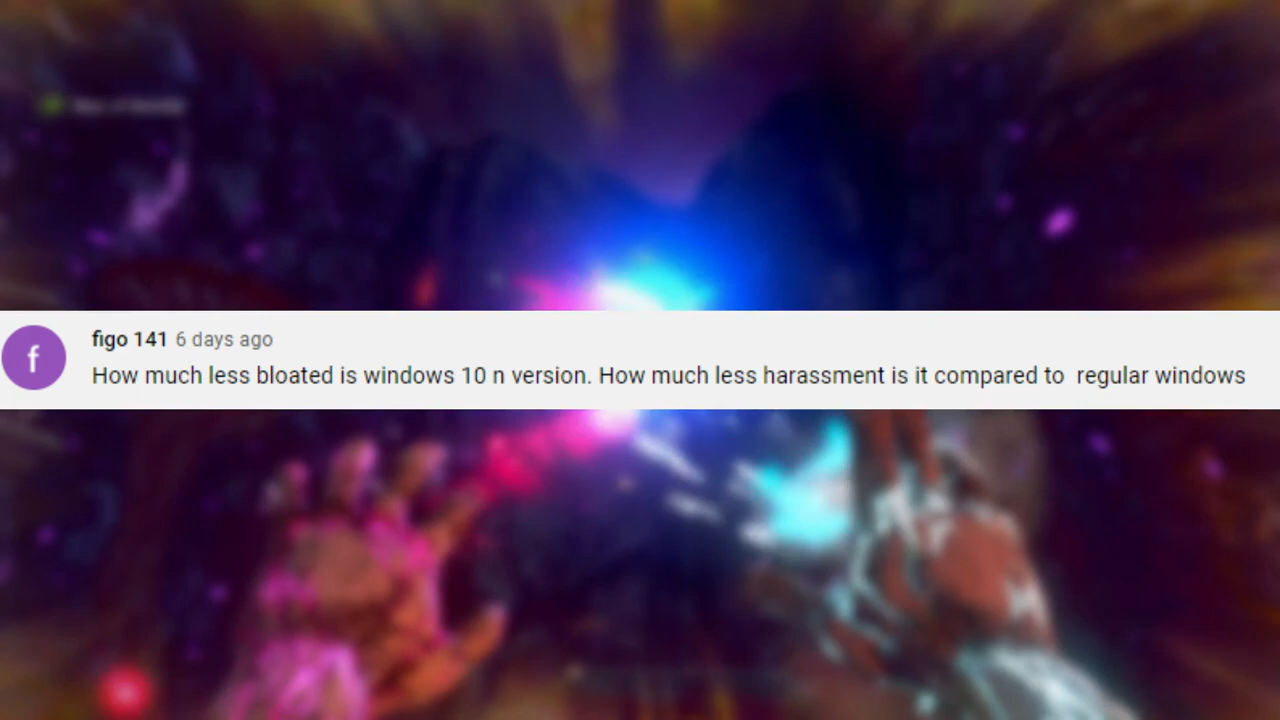 f
figo 141 6 days ago
How much less bloated is windows 10 n version. How much less harassment is it compared to  regular windows